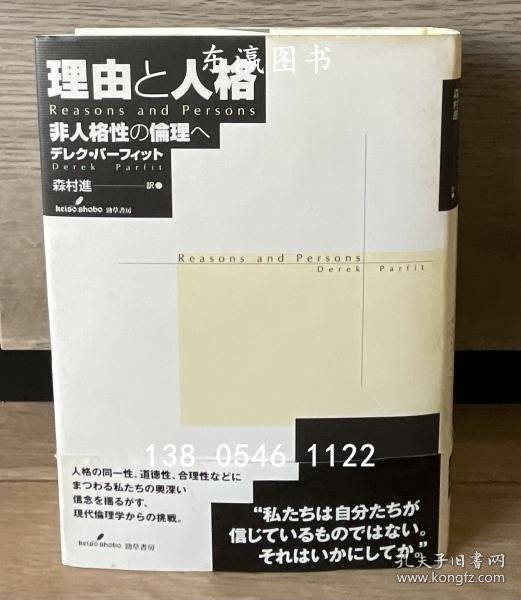 东瀛图书
理由と人格
Reasons and Persons
非人格性の倫理へ
デレク・パーフィット
Derek Parfit
森村進——訳●
keiso shobo 勁草書房
Reasons and Persons
Derek Parfit
138 0546 1122
人格の同一性、道徳性、合理性などに
まつわる私たちの奥深い
信念を揺るがす、
現代倫理学からの挑戦。
keiso shobo 勁草書房
“私たちは自分たちが
信じているものではない。
それはいかにしてか。”
孔夫子旧书网
www.kongfz.com